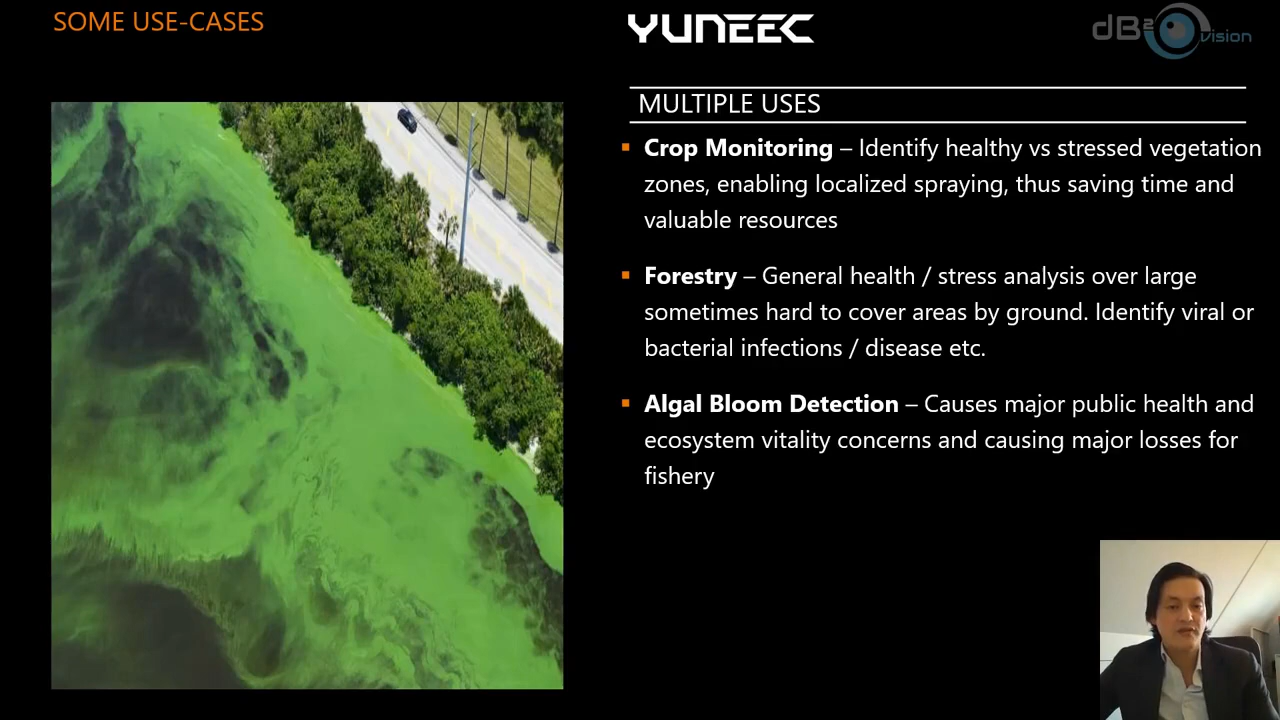 SOME USE-CASES
YUNEEC
dB² vision
MULTIPLE USES
▪ Crop Monitoring – Identify healthy vs stressed vegetation
zones, enabling localized spraying, thus saving time and
valuable resources
▪ Forestry – General health / stress analysis over large
sometimes hard to cover areas by ground. Identify viral or
bacterial infections / disease etc.
▪ Algal Bloom Detection – Causes major public health and
ecosystem vitality concerns and causing major losses for
fishery